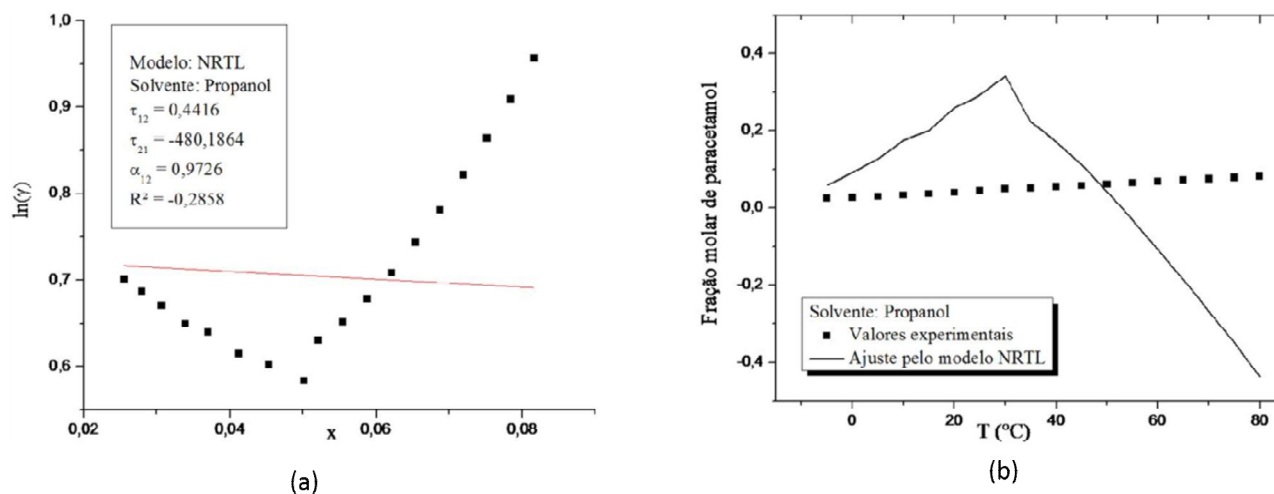 1,0
0,9
0,8
0,7
0,6
ln(γ)
Modelo: NRTL
Solvente: Propanol
τ12 = 0,4416
τ21 = -480,1864
α12 = 0,9726
R² = -0,2858
0,02
0,04
0,06
0,08
x
(a)
0,4
0,2
0,0
-0,2
-0,4
Fração molar de paracetamol
Solvente: Propanol
Valores experimentais
Ajuste pelo modelo NRTL
0
20
40
60
80
T (ºC)
(b)